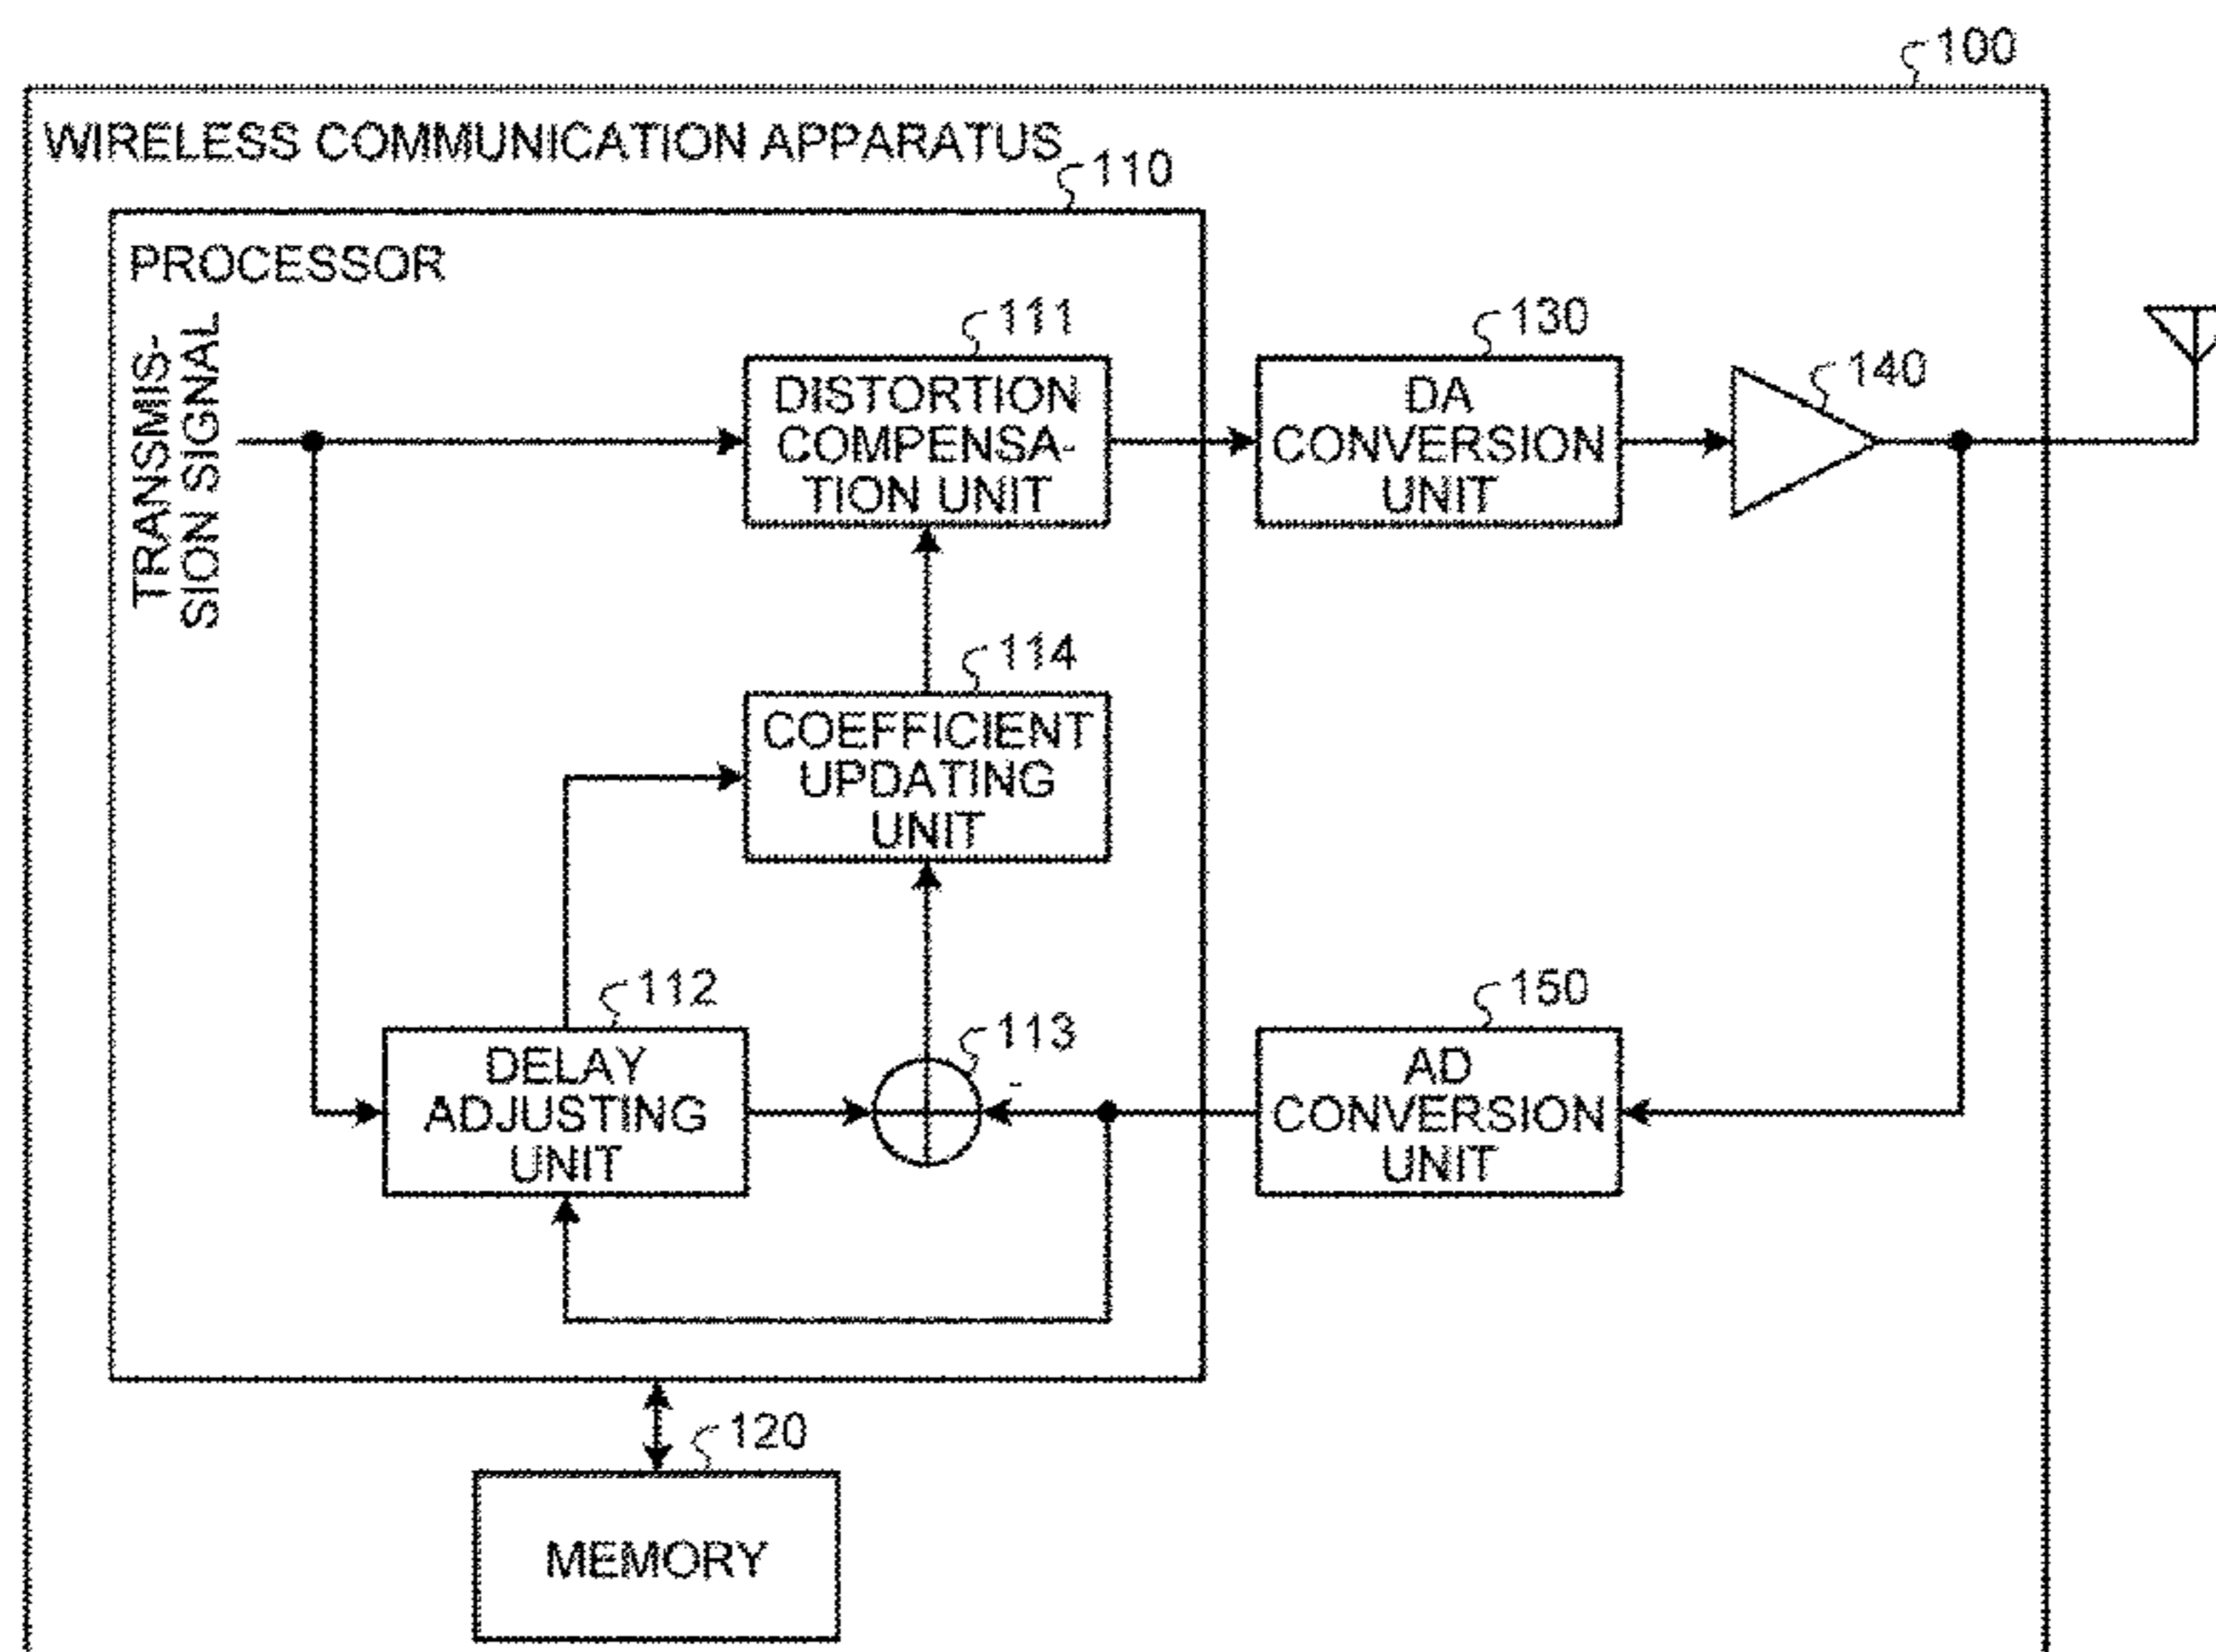 100
WIRELESS COMMUNICATION APPARATUS
110
PROCESSOR
TRANSMIS-
SION SIGNAL
111
DISTORTION
COMPENSA-
TION UNIT
130
DA
CONVERSION
UNIT
140
114
COEFFICIENT
UPDATING
UNIT
112
DELAY
ADJUSTING
UNIT
113
-
150
AD
CONVERSION
UNIT
120
MEMORY